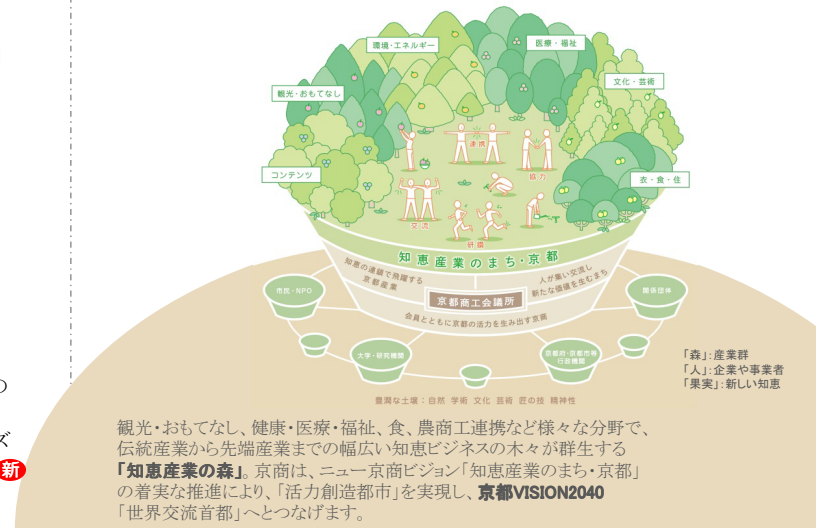 環境・エネルギー
医療・福祉
文化・芸術
観光・おもてなし
連携
協力
コンテンツ
衣・食・住
交流
研鑽
知恵産業のまち・京都
知恵の連鎖で飛躍する
京都産業
人が集い交流し
新たな価値を生むまち
京都商工会議所
会員とともに京都の活力を生み出す京商
市民・NPO
関係団体
大学・研究機関
京都府・京都市等
行政機関
「森」:産業群
「人」:企業や事業者
「果実」:新しい知恵
豊潤な土壌:自然 学術 文化 芸術 匠の技 精神性
の
ズ
新
観光・おもてなし、健康・医療・福祉、食、農商工連携など様々な分野で、
伝統産業から先端産業までの幅広い知恵ビジネスの木々が群生する
「知恵産業の森」。京商は、ニュー京商ビジョン「知恵産業のまち・京都」
の着実な推進により、「活力創造都市」を実現し、京都VISION2040
「世界交流首都」へとつなげます。